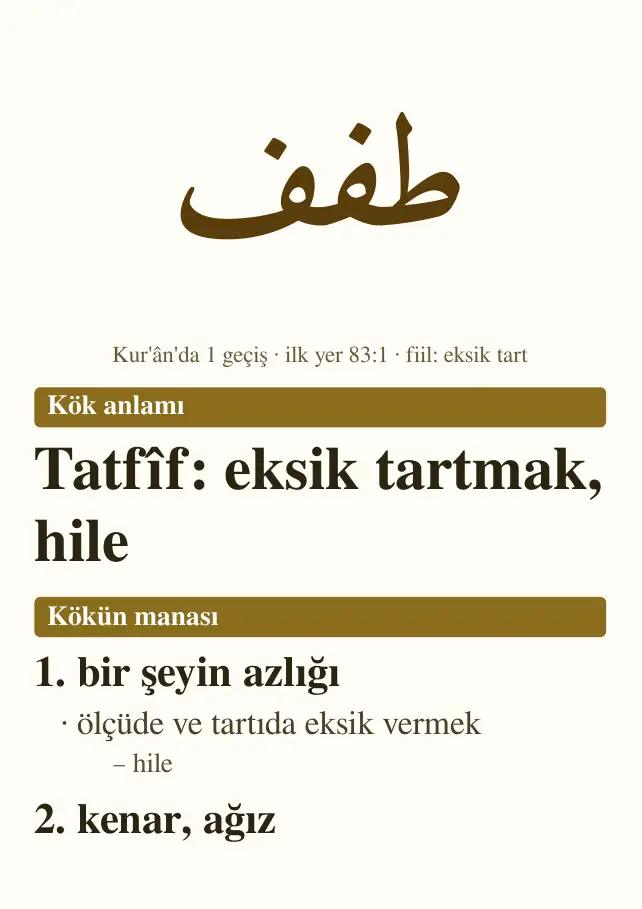 طفف
Kur'ân'da 1 geçiş · ilk yer 83:1 · fiil: eksik tart
Kök anlamı
Tatfîf: eksik tartmak,
hile
Kökün manası
1. bir şeyin azlığı
· ölçüde ve tartıda eksik vermek
– hile
2. kenar, ağız